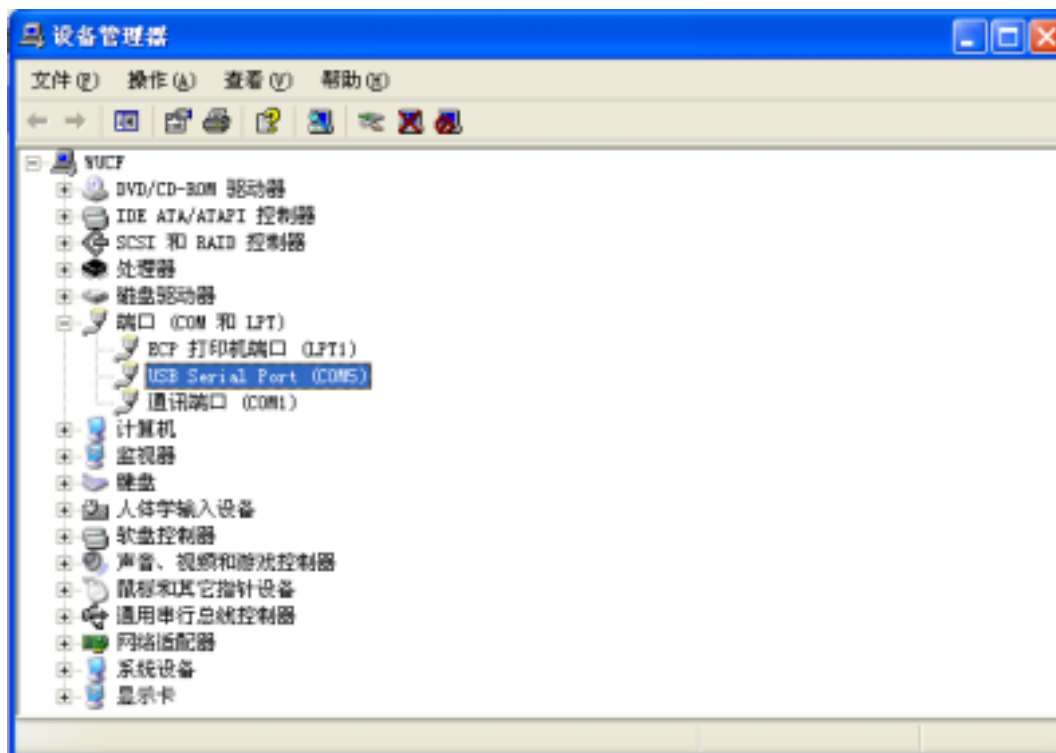 设备管理器
文件(F) 操作(A) 查看(V) 帮助(H)
WUCF
DVD/CD-ROM 驱动器
IDE ATA/ATAPI 控制器
SCSI 和 RAID 控制器
处理器
磁盘驱动器
端口 (COM 和 LPT)
ECP 打印机端口 (LPT1)
USB Serial Port (COM5)
通讯端口 (COM1)
计算机
监视器
键盘
人体学输入设备
软盘控制器
声音、视频和游戏控制器
鼠标和其它指针设备
通用串行总线控制器
网络适配器
系统设备
显示卡